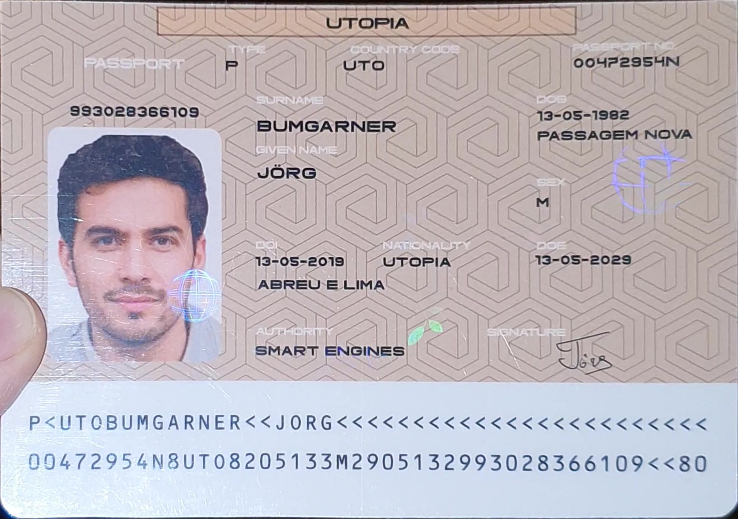 UTOPIA
PASSPORT
TYPE
P
COUNTRY CODE
UTO
PASSPORT NO.
00472954N
993028366109
SURNAME
BUMGARNER
GIVEN NAME
JÖRG
DOB
13-05-1982
PASSAGEM NOVA
SEX
M
DOI
13-05-2019
ABREU E LIMA
NATIONALITY
UTOPIA
DOE
13-05-2029
AUTHORITY
SMART ENGINES
SIGNATURE
Jörg
P<UTOBUMGARNER<<JORG<<<<<<<<<<<<<<<<<<<<<<<<
00472954N8UTO8205133M2905132993028366109<<80